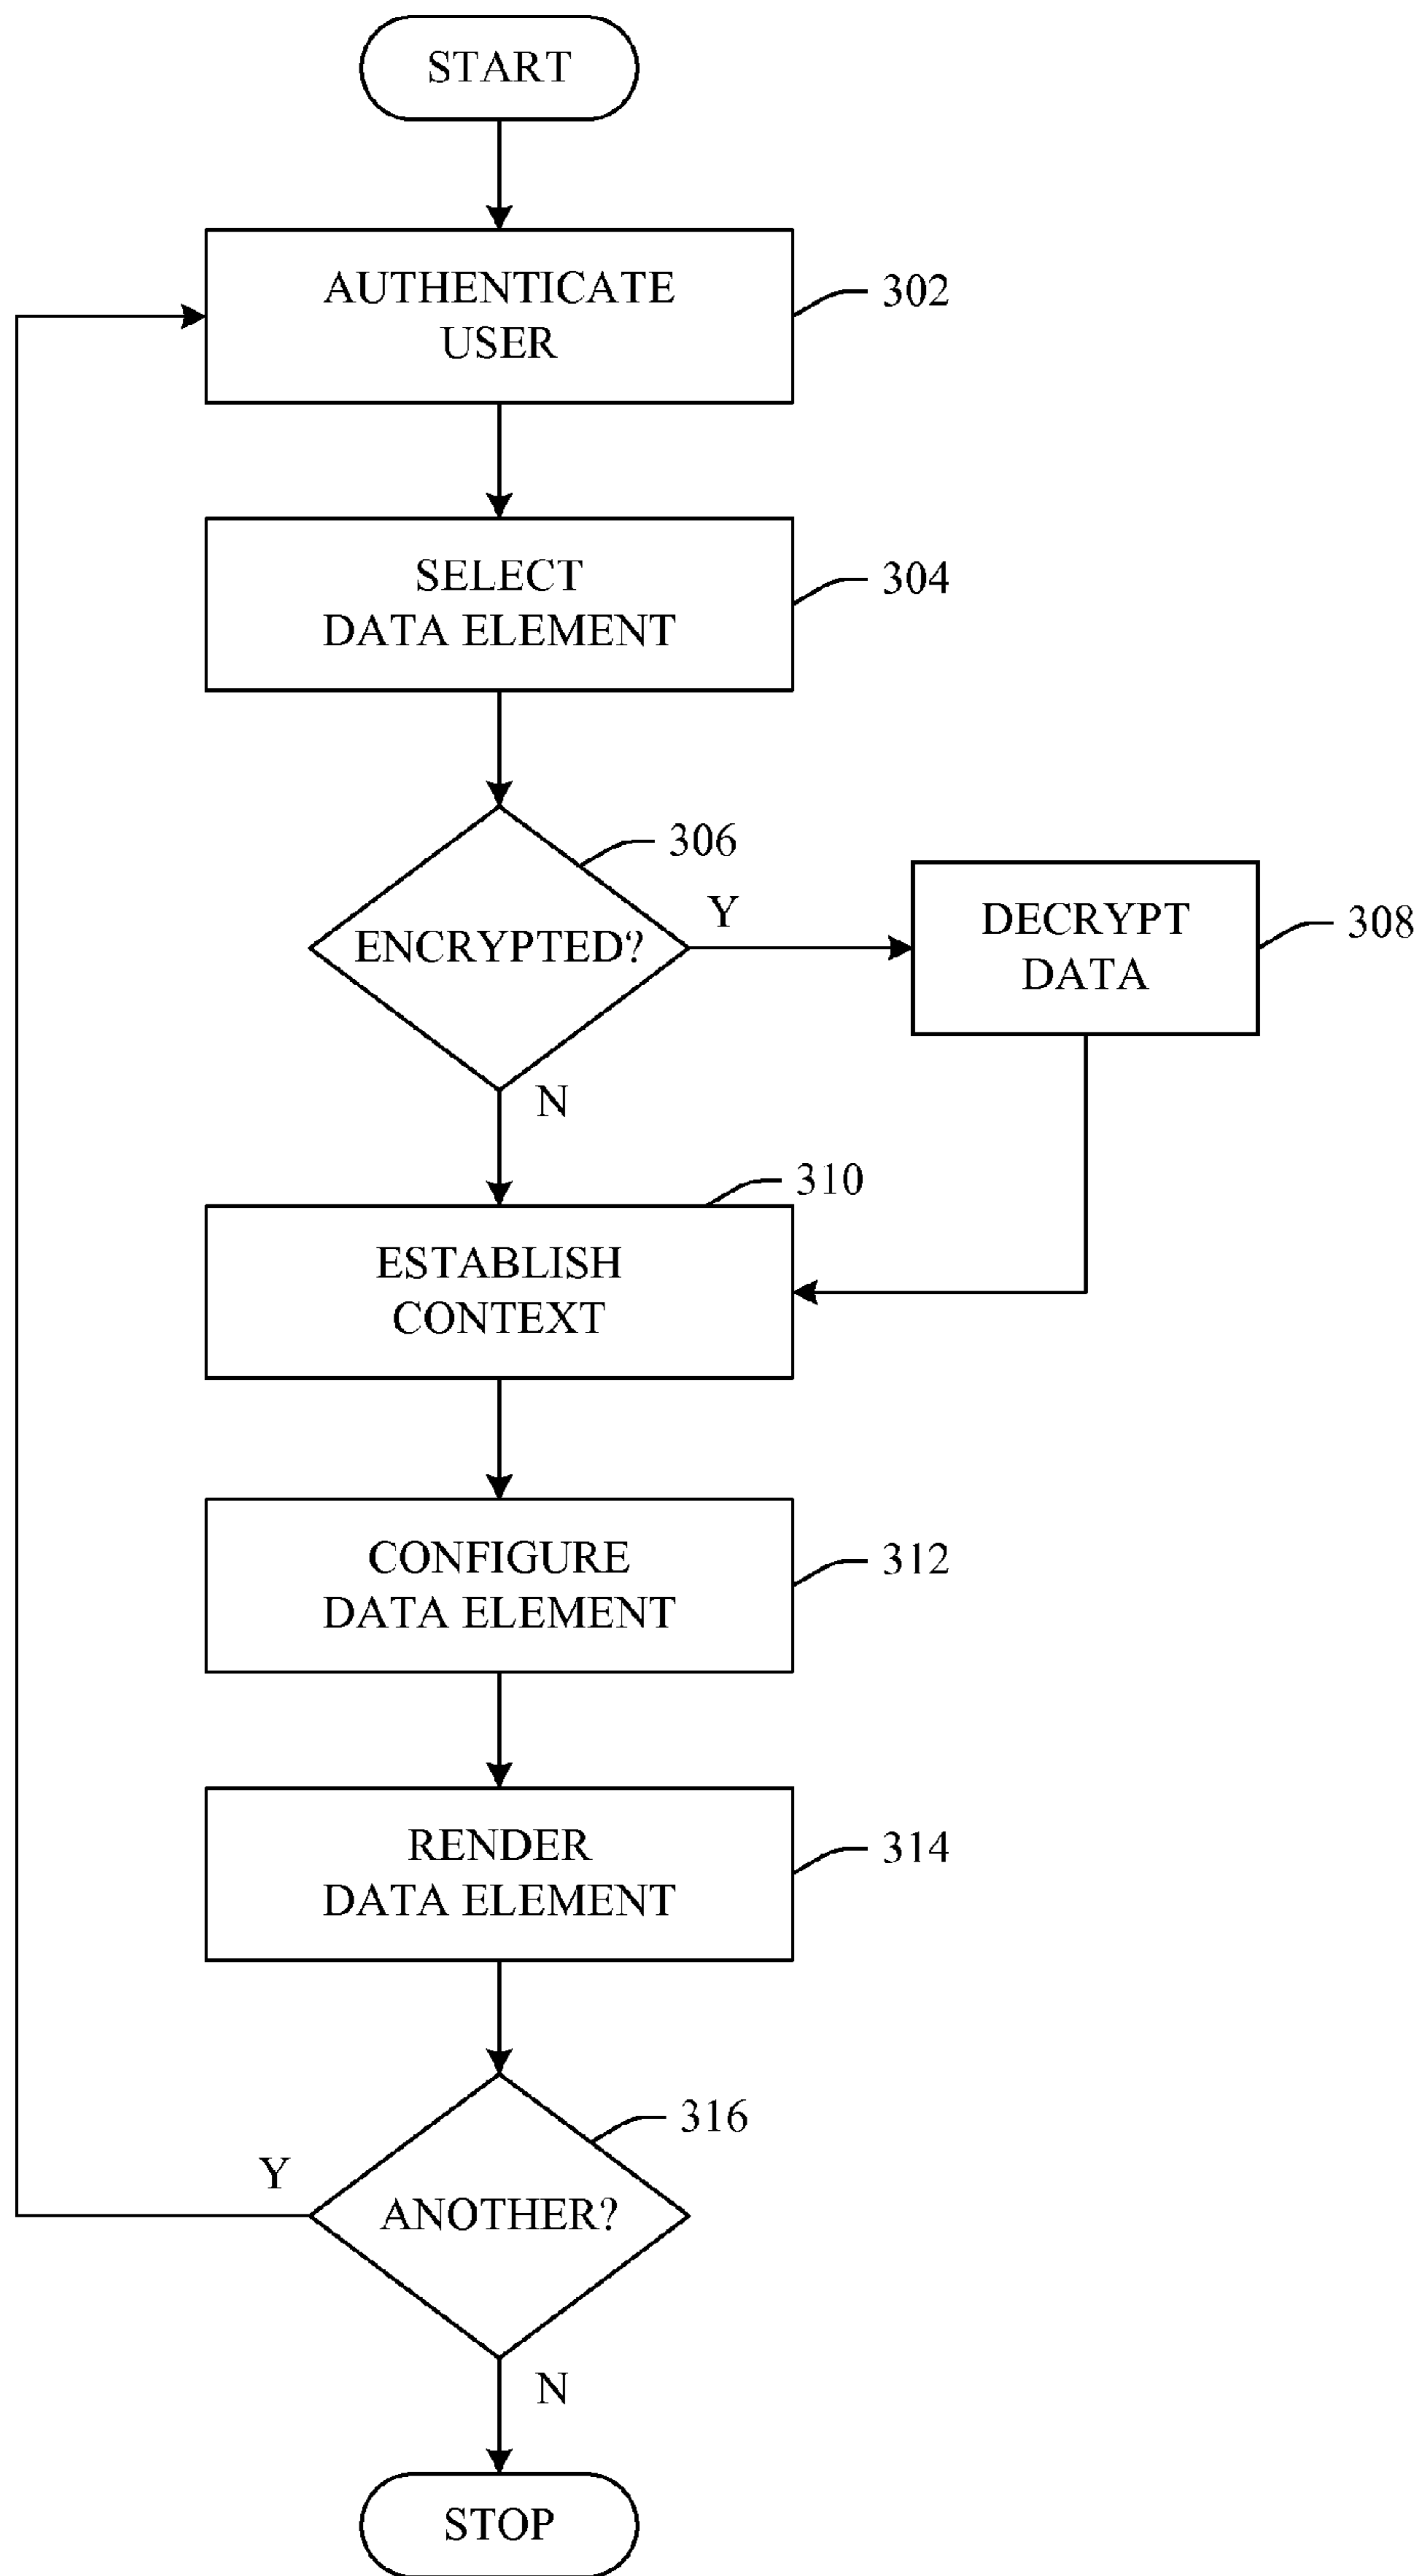 START
AUTHENTICATE
USER
302
SELECT
DATA ELEMENT
304
306
ENCRYPTED?
Y
DECRYPT
DATA
308
N
310
ESTABLISH
CONTEXT
CONFIGURE
DATA ELEMENT
312
RENDER
DATA ELEMENT
314
316
Y
ANOTHER?
N
STOP